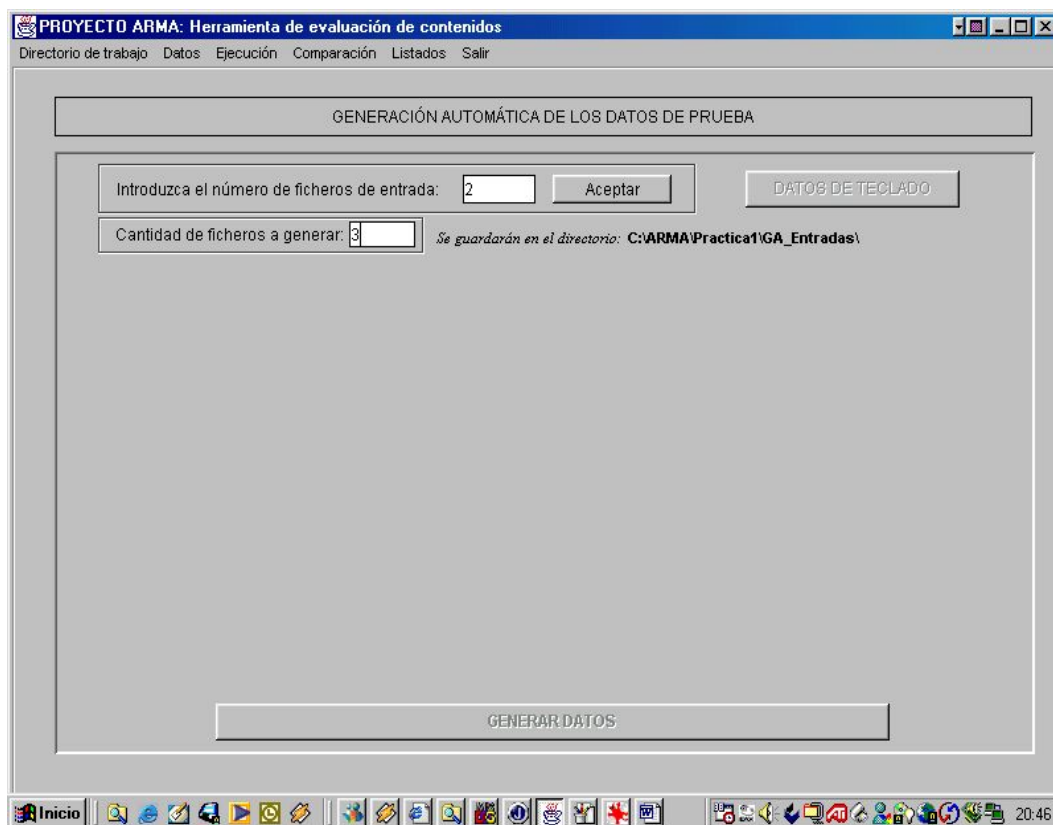 PROYECTO ARMA: Herramienta de evaluación de contenidos
Directorio de trabajo Datos Ejecución Comparación Listados Salir
GENERACIÓN AUTOMÁTICA DE LOS DATOS DE PRUEBA
Introduzca el número de ficheros de entrada: 2 Aceptar DATOS DE TECLADO
Cantidad de ficheros a generar: 3 Se guardarán en el directorio: C:\ARMA\Practica1\GA_Entradas\
GENERAR DATOS
Inicio 20:46